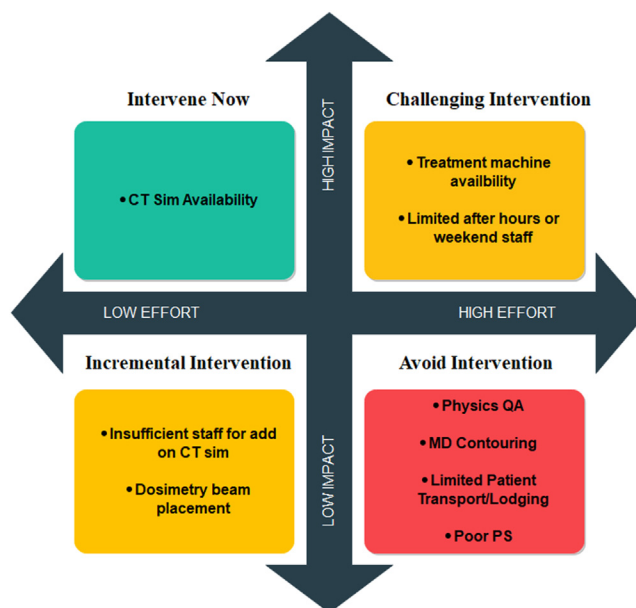 Intervene Now
Challenging Intervention
HIGH IMPACT
• CT Sim Availability
• Treatment machine
availbility
• Limited after hours or
weekend staff
LOW EFFORT
HIGH EFFORT
Incremental Intervention
Avoid Intervention
LOW IMPACT
• Insufficient staff for add
on CT sim
• Dosimetry beam
placement
• Physics QA
• MD Contouring
• Limited Patient
Transport/Lodging
• Poor PS